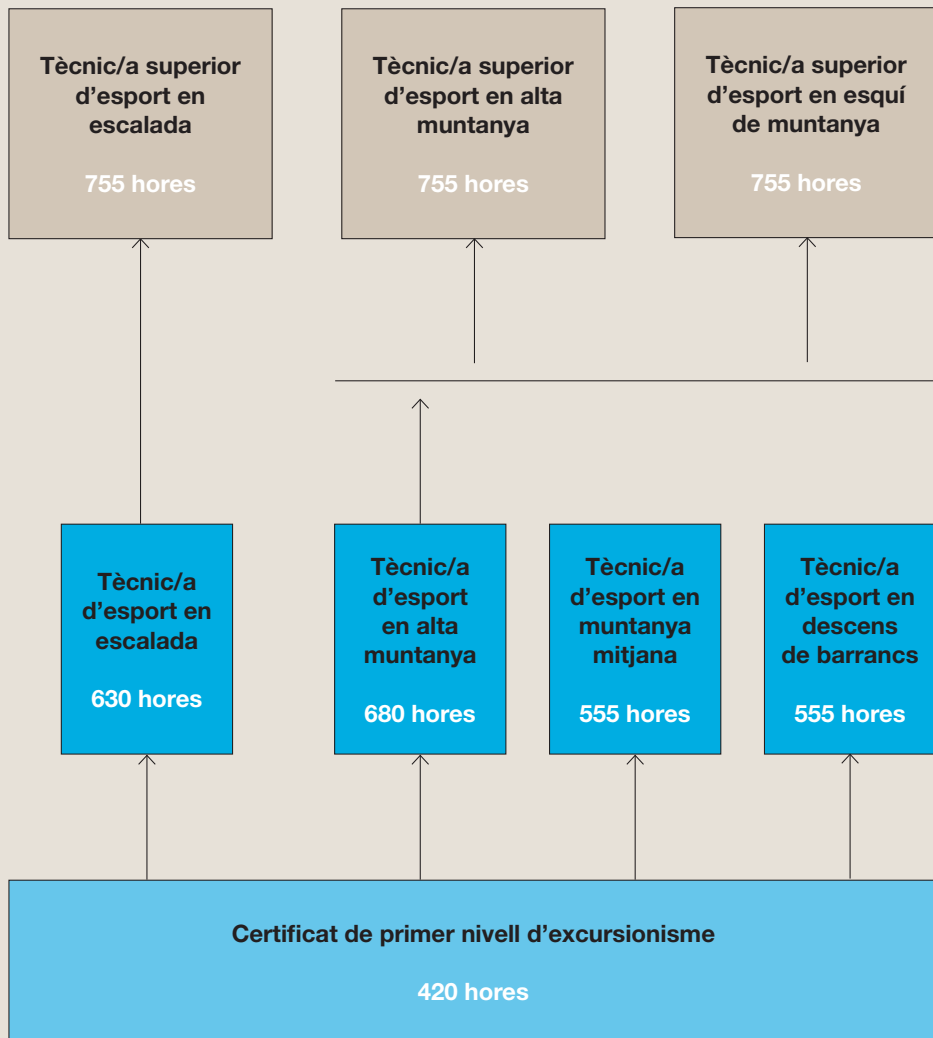 Tècnic/a superior
d’esport en
escalada
755 hores
Tècnic/a superior
d’esport en alta
muntanya
755 hores
Tècnic/a superior
d’esport en esquí
de muntanya
755 hores
Tècnic/a
d’esport en
escalada
630 hores
Tècnic/a
d’esport
en alta
muntanya
680 hores
Tècnic/a
d’esport en
muntanya
mitjana
555 hores
Tècnic/a
d’esport en
descens
de barrancs
555 hores
Certificat de primer nivell d’excursionisme
420 hores